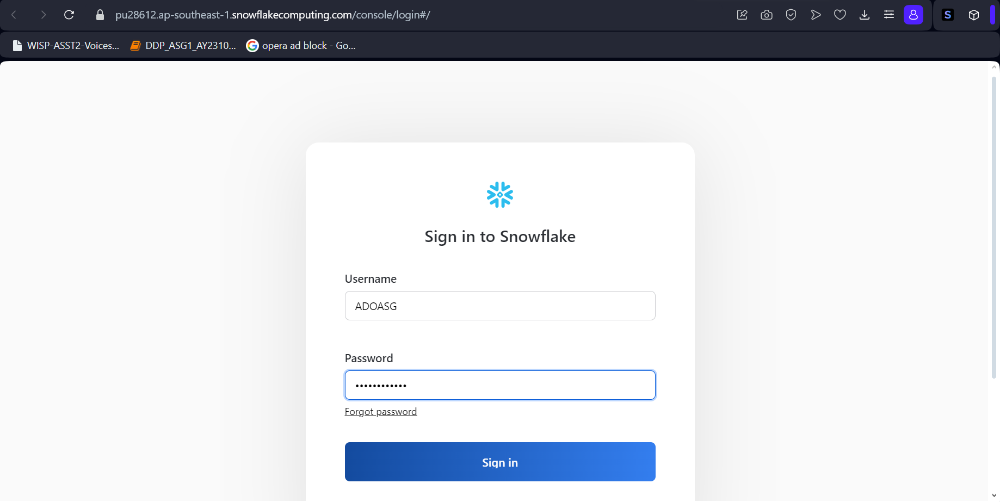 pu28612.ap-southeast-1.snowflakecomputing.com/console/login#/
S
WISP-ASST2-Voices... DDP_ASG1_AY2310... opera ad block - Go...
Sign in to Snowflake
Username
ADOASG
Password
••••••••••••
Forgot password
Sign in